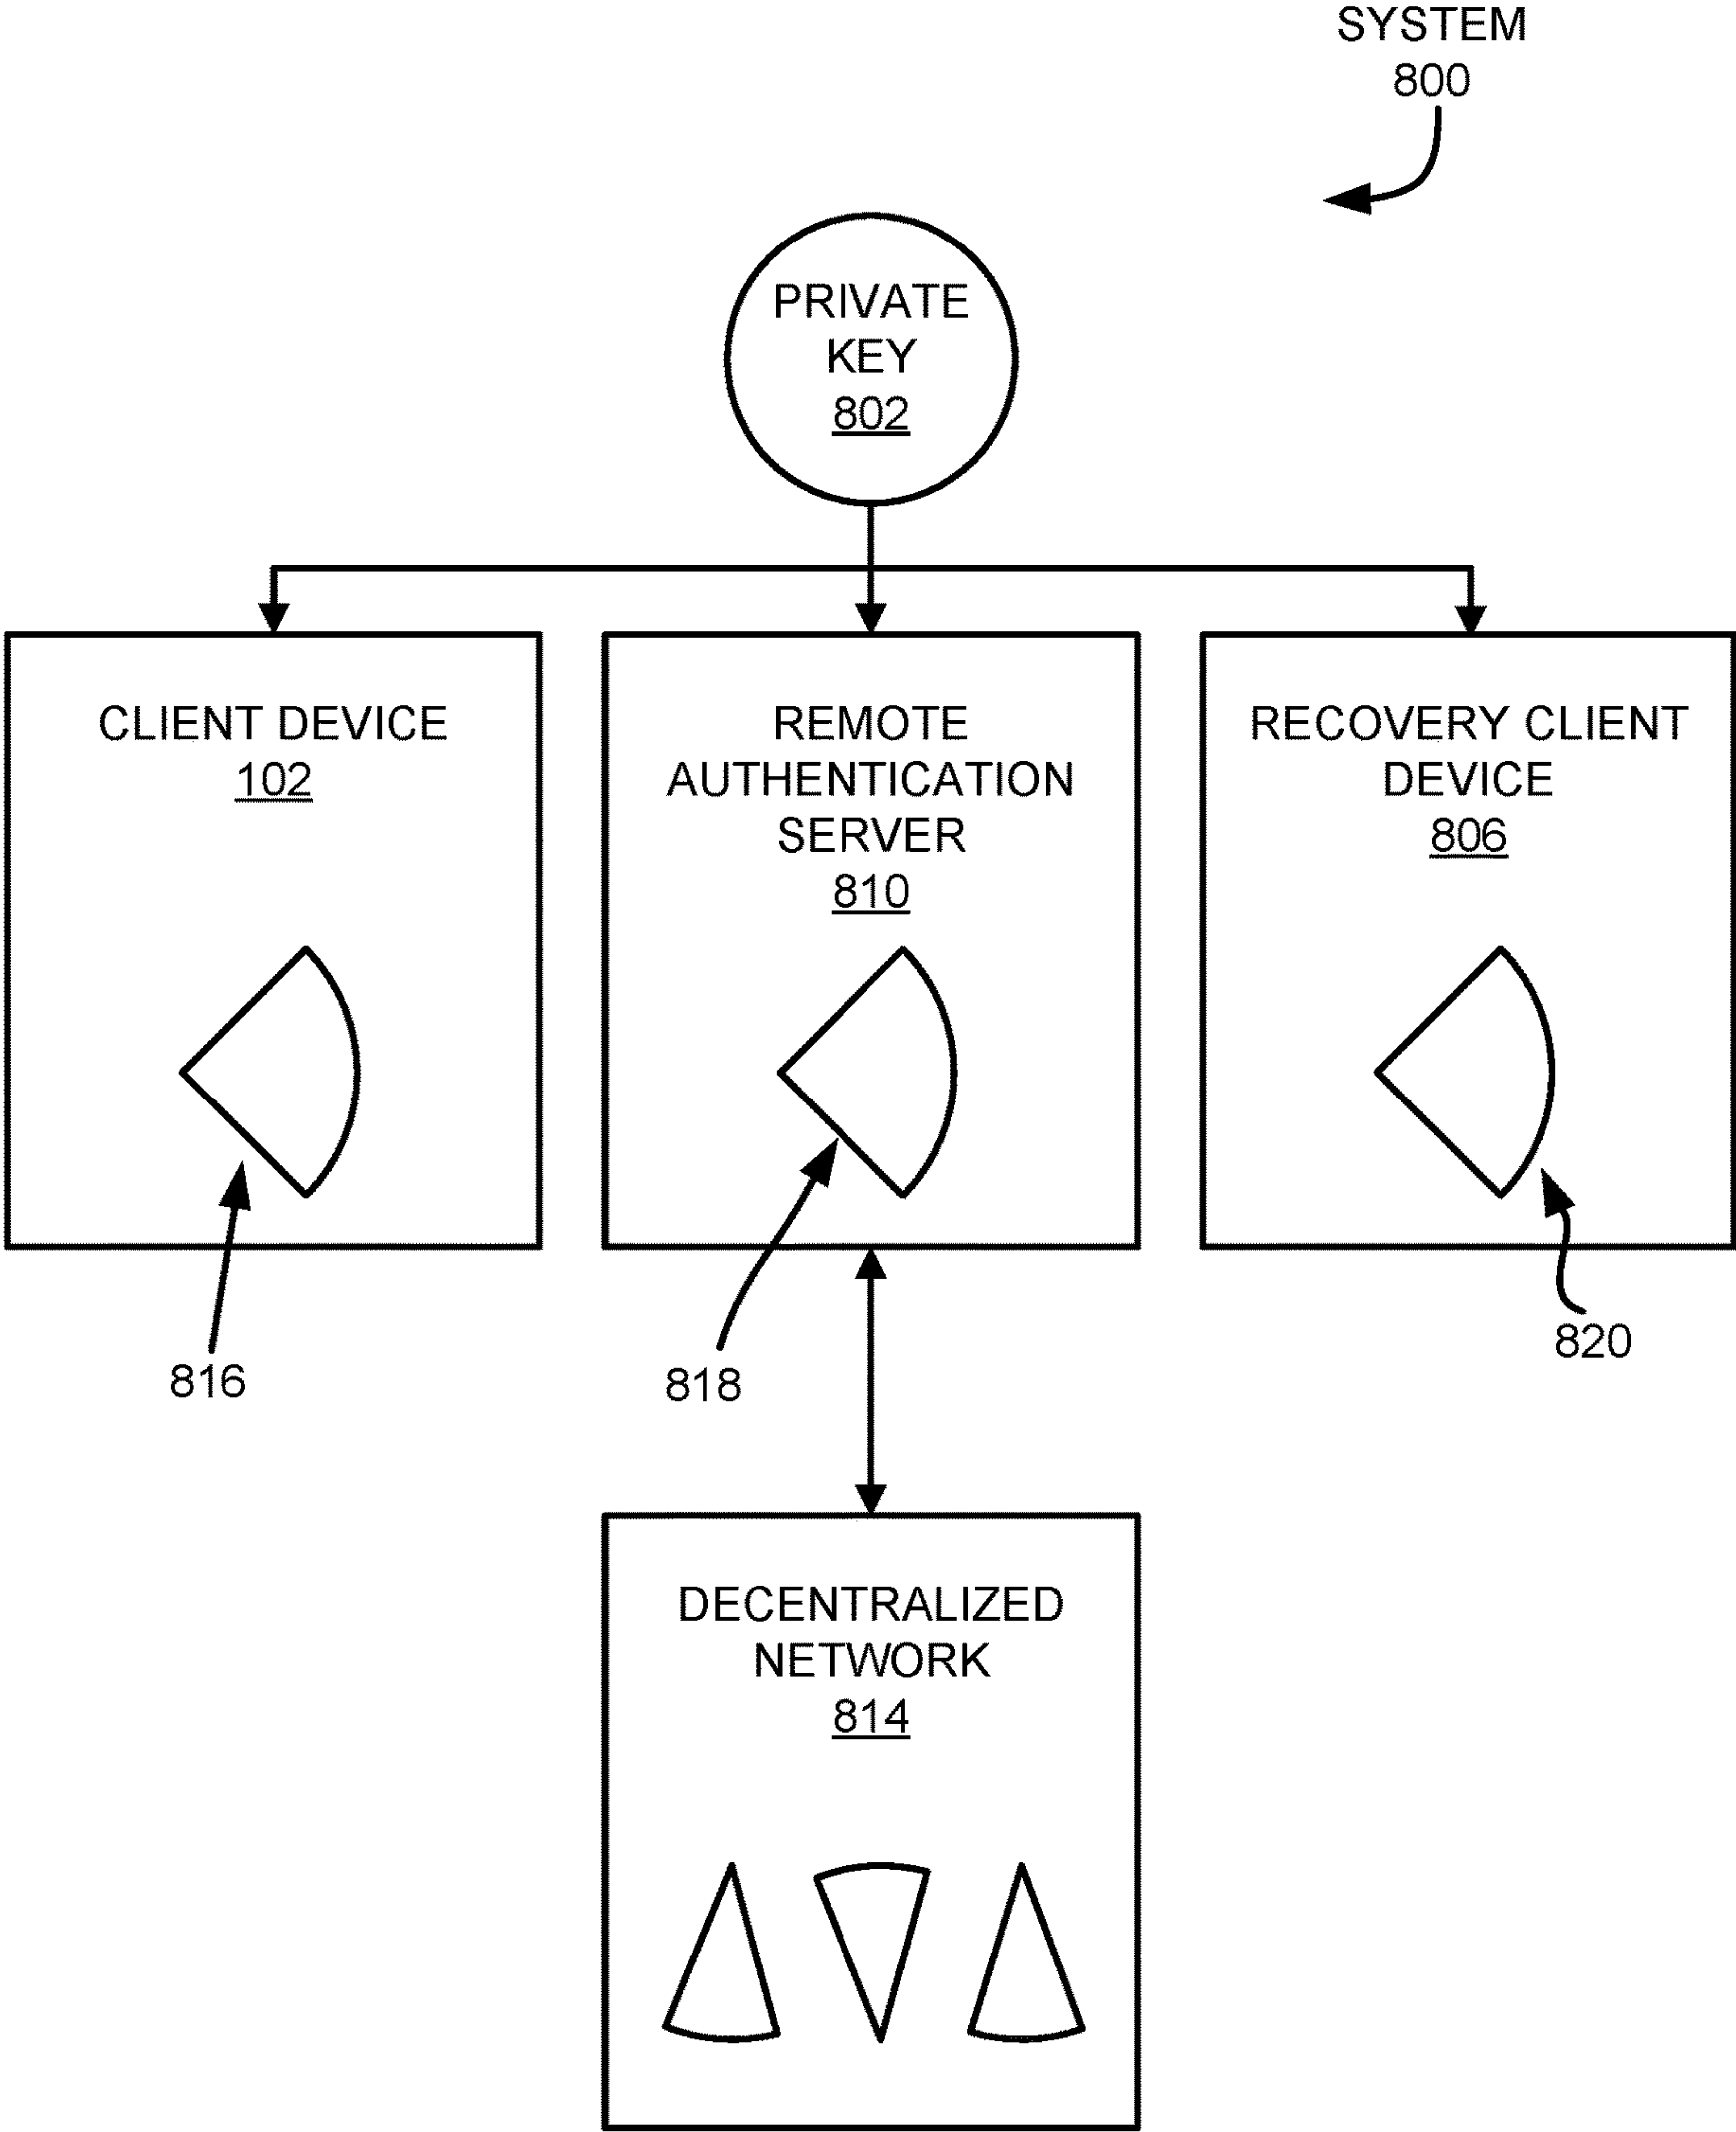 SYSTEM
800
PRIVATE
KEY
802
CLIENT DEVICE
102
REMOTE
AUTHENTICATION
SERVER
810
RECOVERY CLIENT
DEVICE
806
816
818
820
DECENTRALIZED
NETWORK
814